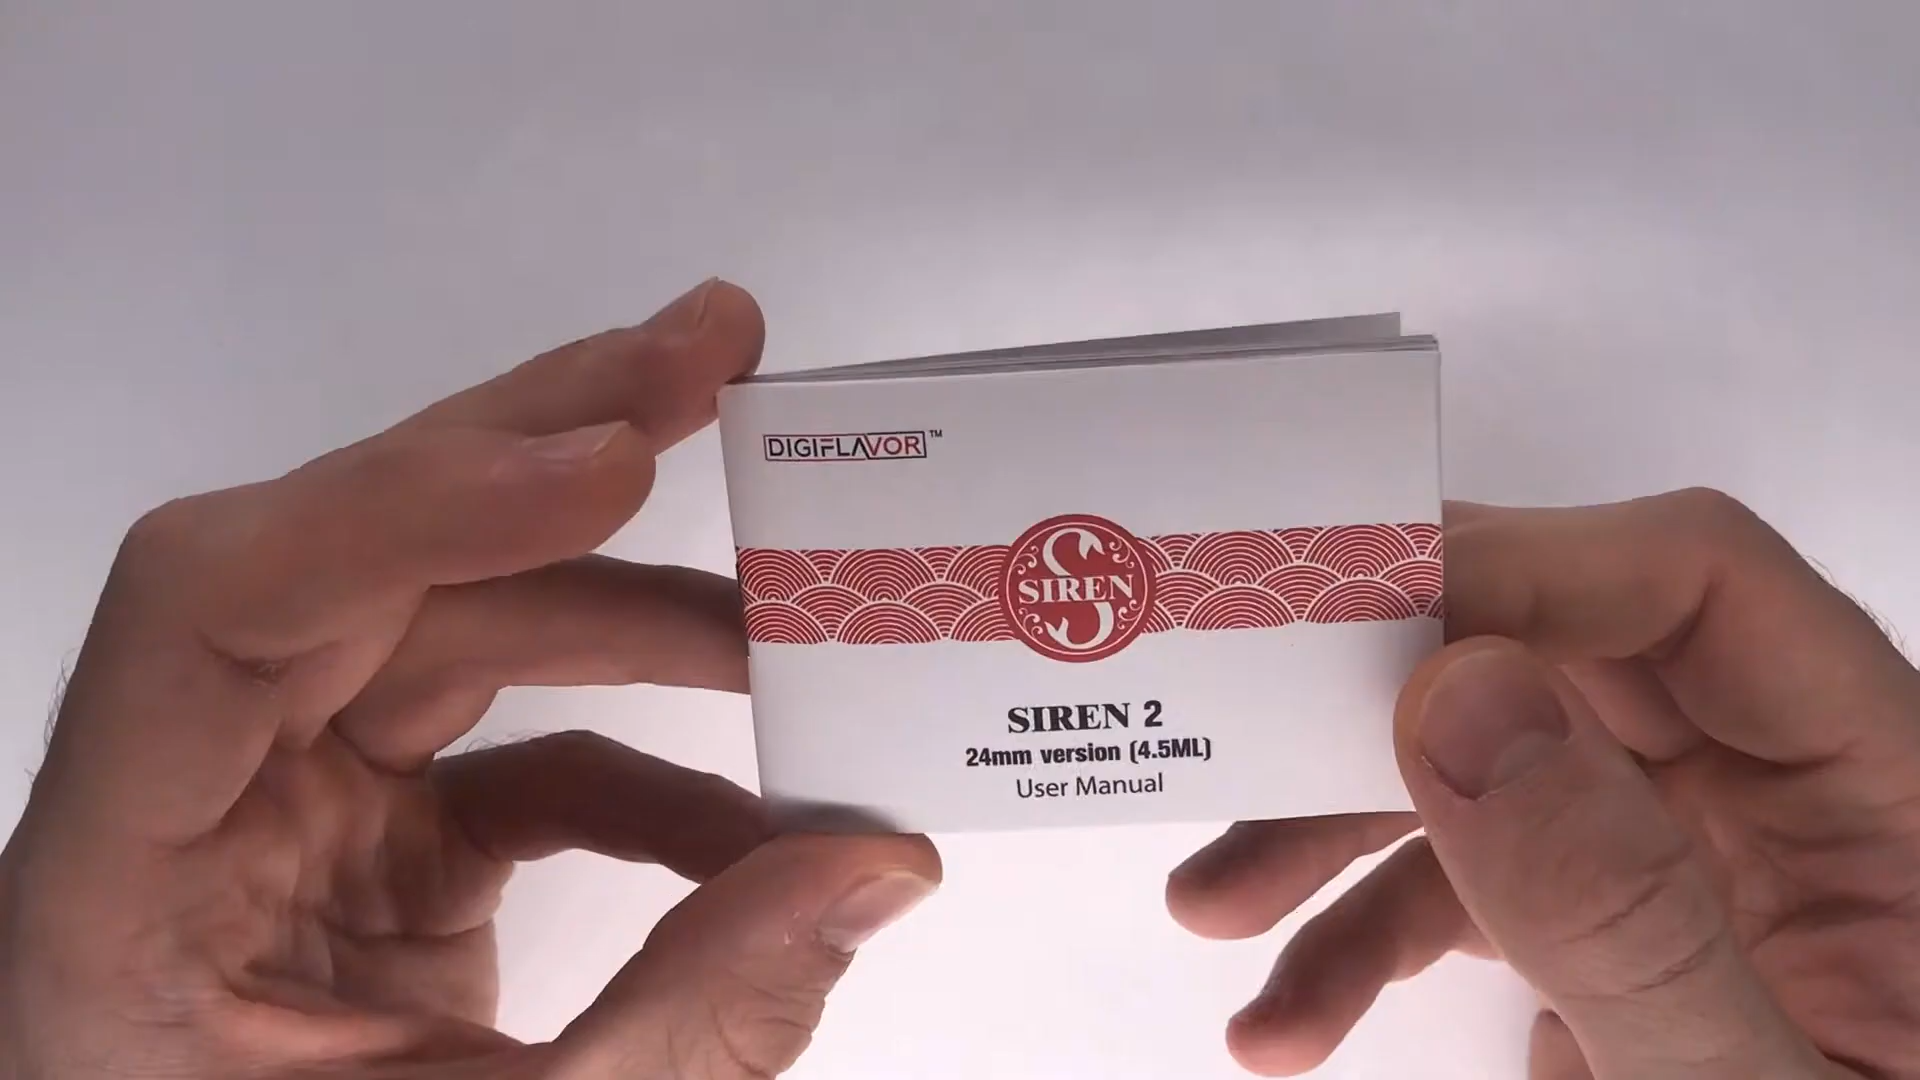 DIGIFLAVOR™
SIREN
SIREN 2
24mm version (4.5ML)
User Manual